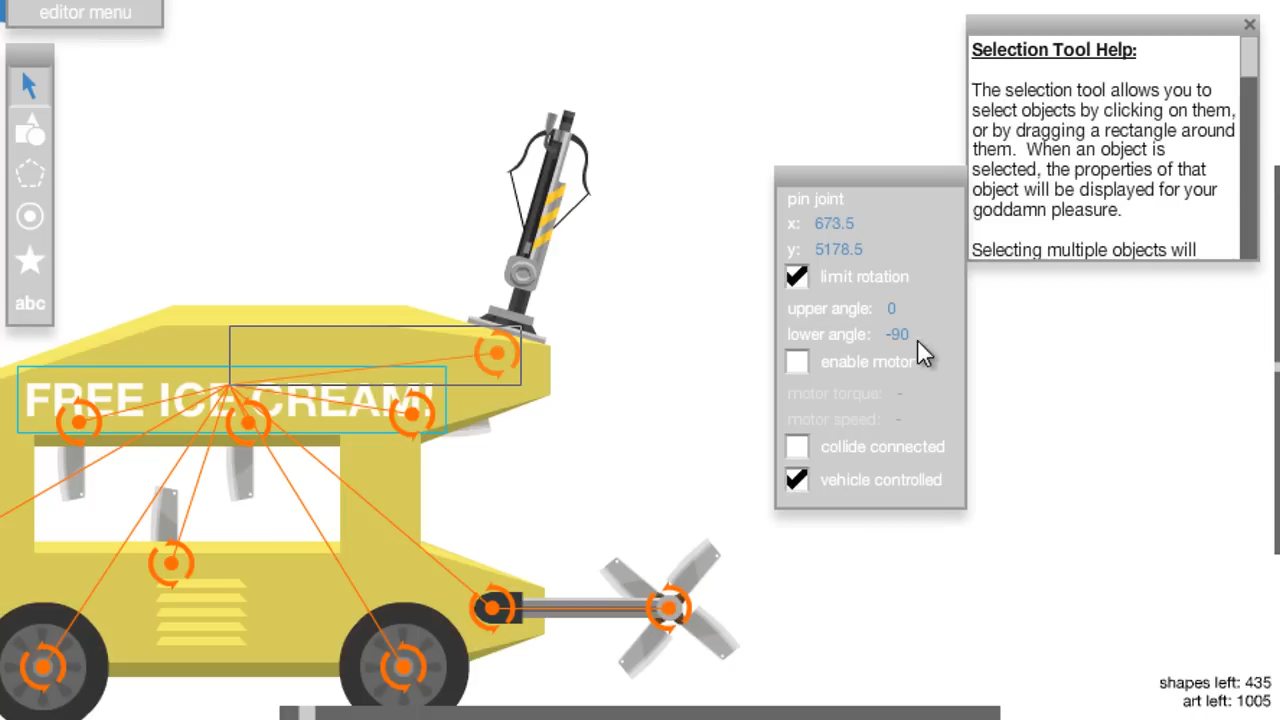 editor menu
abc
FREE ICE CREAM!
pin joint
x: 673.5
y: 5178.5
limit rotation
upper angle: 0
lower angle: -90
enable motor
motor torque: -
motor speed: -
collide connected
vehicle controlled
Selection Tool Help:
The selection tool allows you to
select objects by clicking on them,
or by dragging a rectangle around
them. When an object is
selected, the properties of that
object will be displayed for your
goddamn pleasure.
Selecting multiple objects will
shapes left: 435
art left: 1005